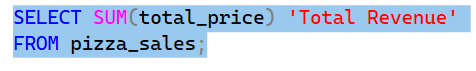 SELECT SUM(total_price) 'Total Revenue'
FROM pizza_sales;